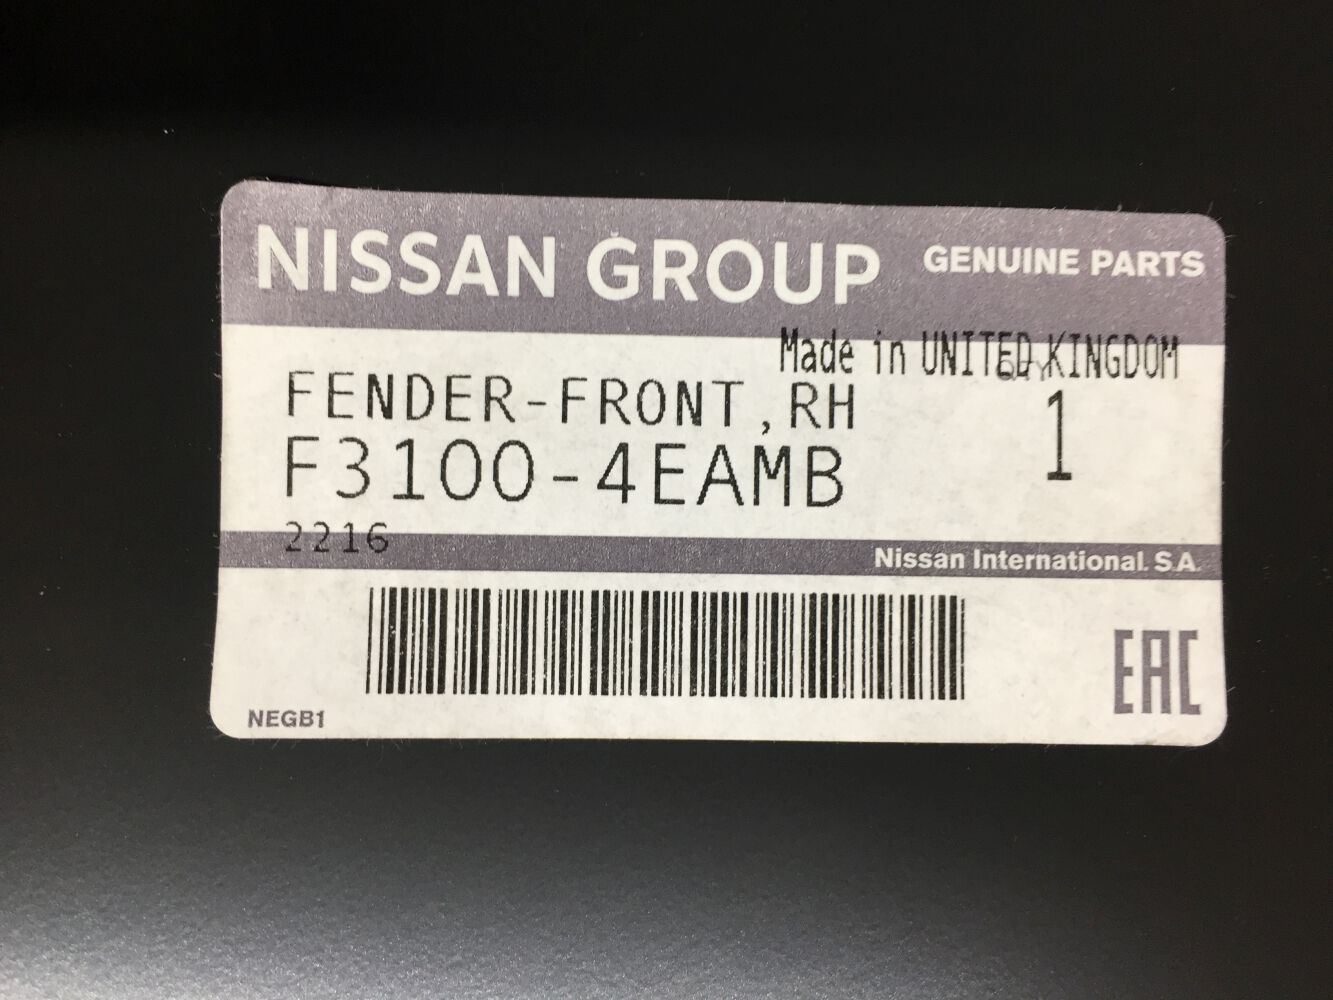 NISSAN GROUP GENUINE PARTS
Made in UNITED KINGDOM
QTY
FENDER-FRONT,RH
F3100-4EAMB 1
2216
Nissan International. S.A.
NEGB1
EAC